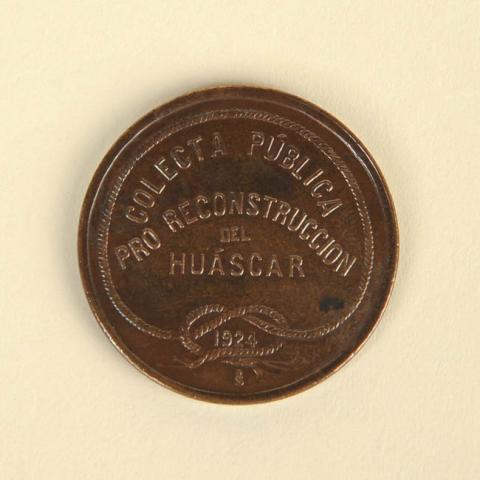 COLECTA PÚBLICA
PRO RECONSTRUCCION
DEL
HUÁSCAR
1924